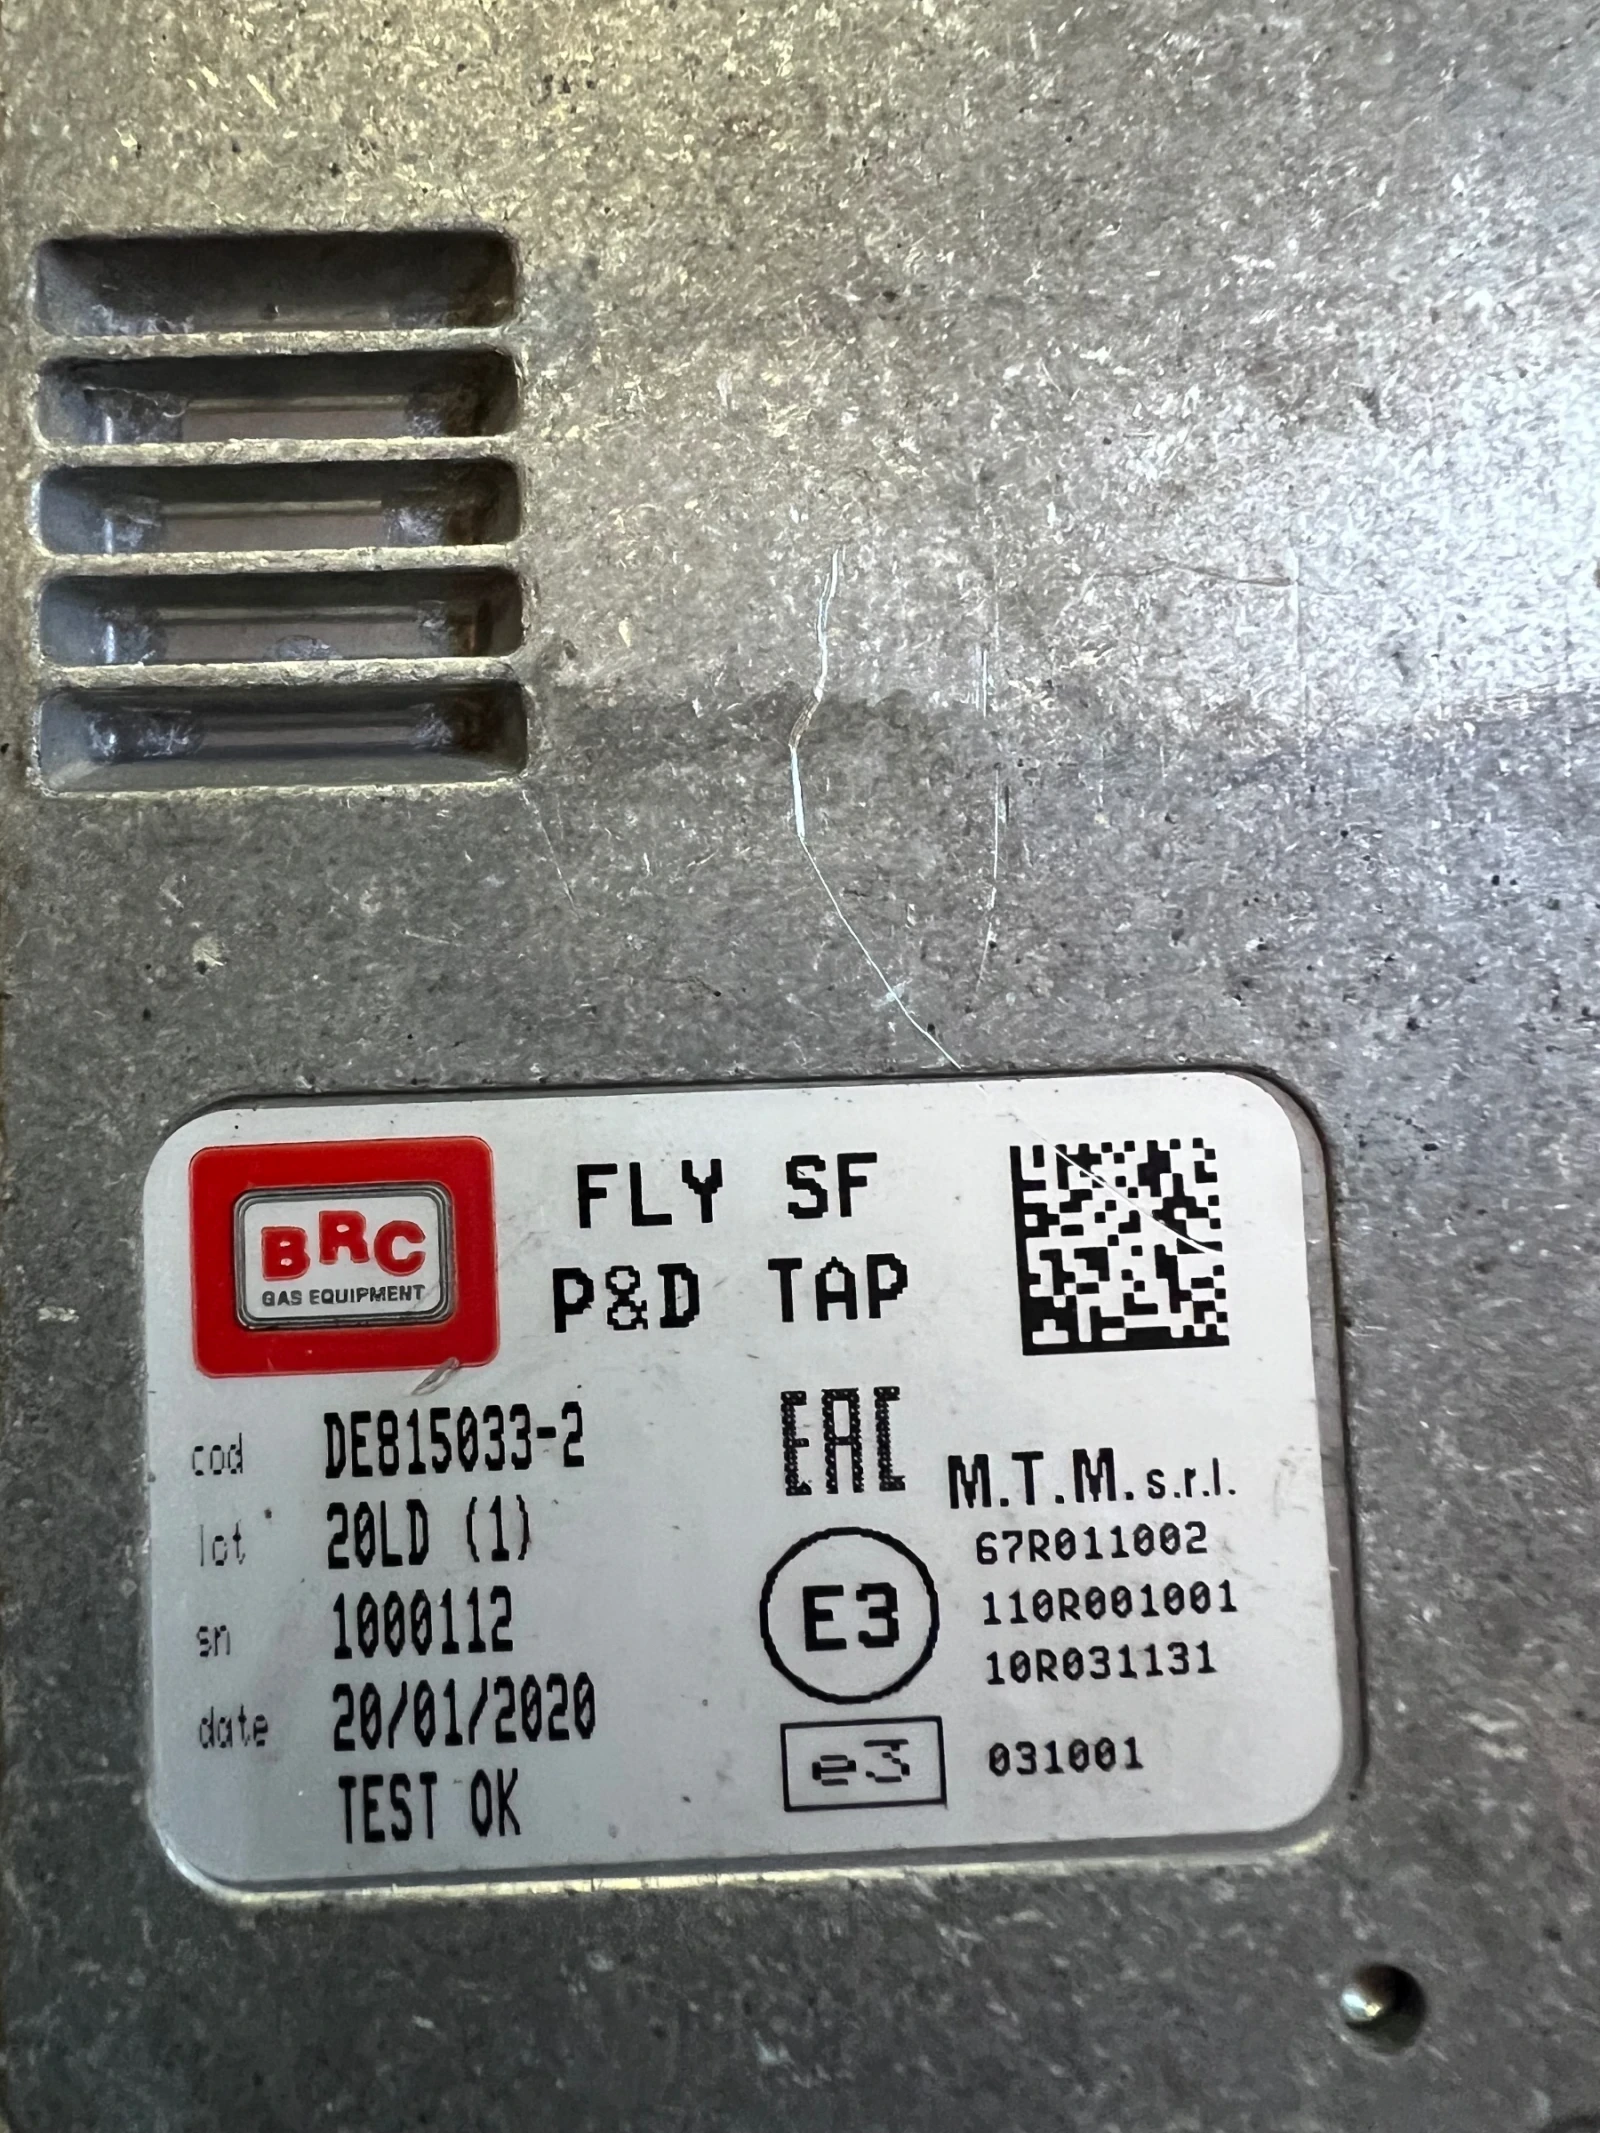 BRC
GAS EQUIPMENT
FLY SF
P&D TAP
cod DE815033-2
lot 20LD (1)
sn 1000112
date 20/01/2020
TEST OK
EAC
M.T.M. s.r.l.
E3
67R011002
110R001001
10R031131
e3
031001